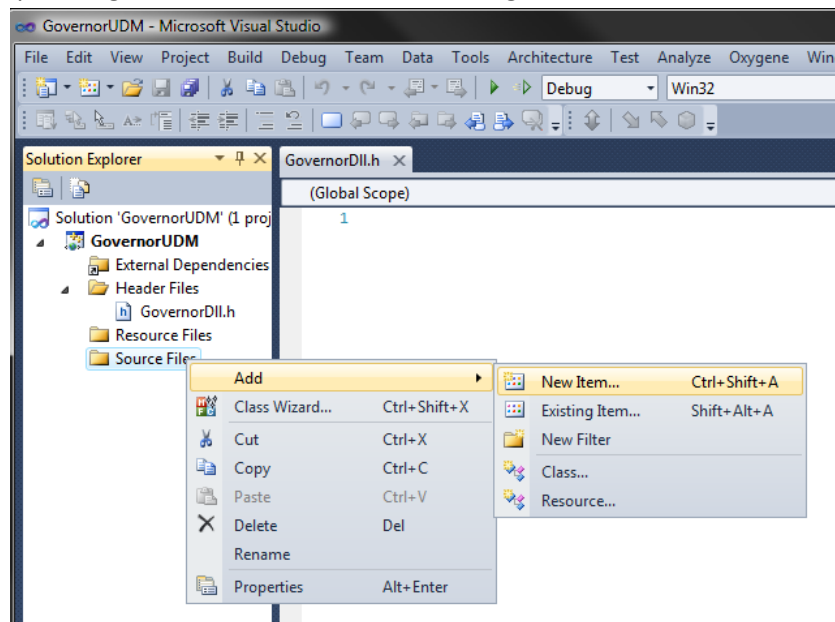 GovernorUDM - Microsoft Visual Studio
File Edit View Project Build Debug Team Data Tools Architecture Test Analyze Oxygene Win
Debug Win32
Solution Explorer
GovernorDll.h
(Global Scope)
Solution 'GovernorUDM' (1 proj
1
GovernorUDM
External Dependencies
Header Files
GovernorDll.h
Resource Files
Source Files
Add
New Item... Ctrl+Shift+A
Class Wizard... Ctrl+Shift+X
Existing Item... Shift+Alt+A
Cut Ctrl+X
New Filter
Copy Ctrl+C
Class...
Paste Ctrl+V
Resource...
Delete Del
Rename
Properties Alt+Enter